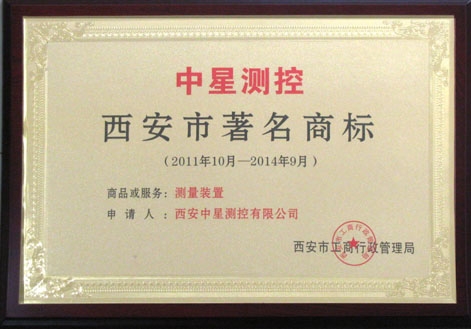 中星测控
西安市著名商标
（2011年10月—2014年9月）
商品或服务：测量装置
申 请 人：西安中星测控有限公司
西安市工商行政管理局